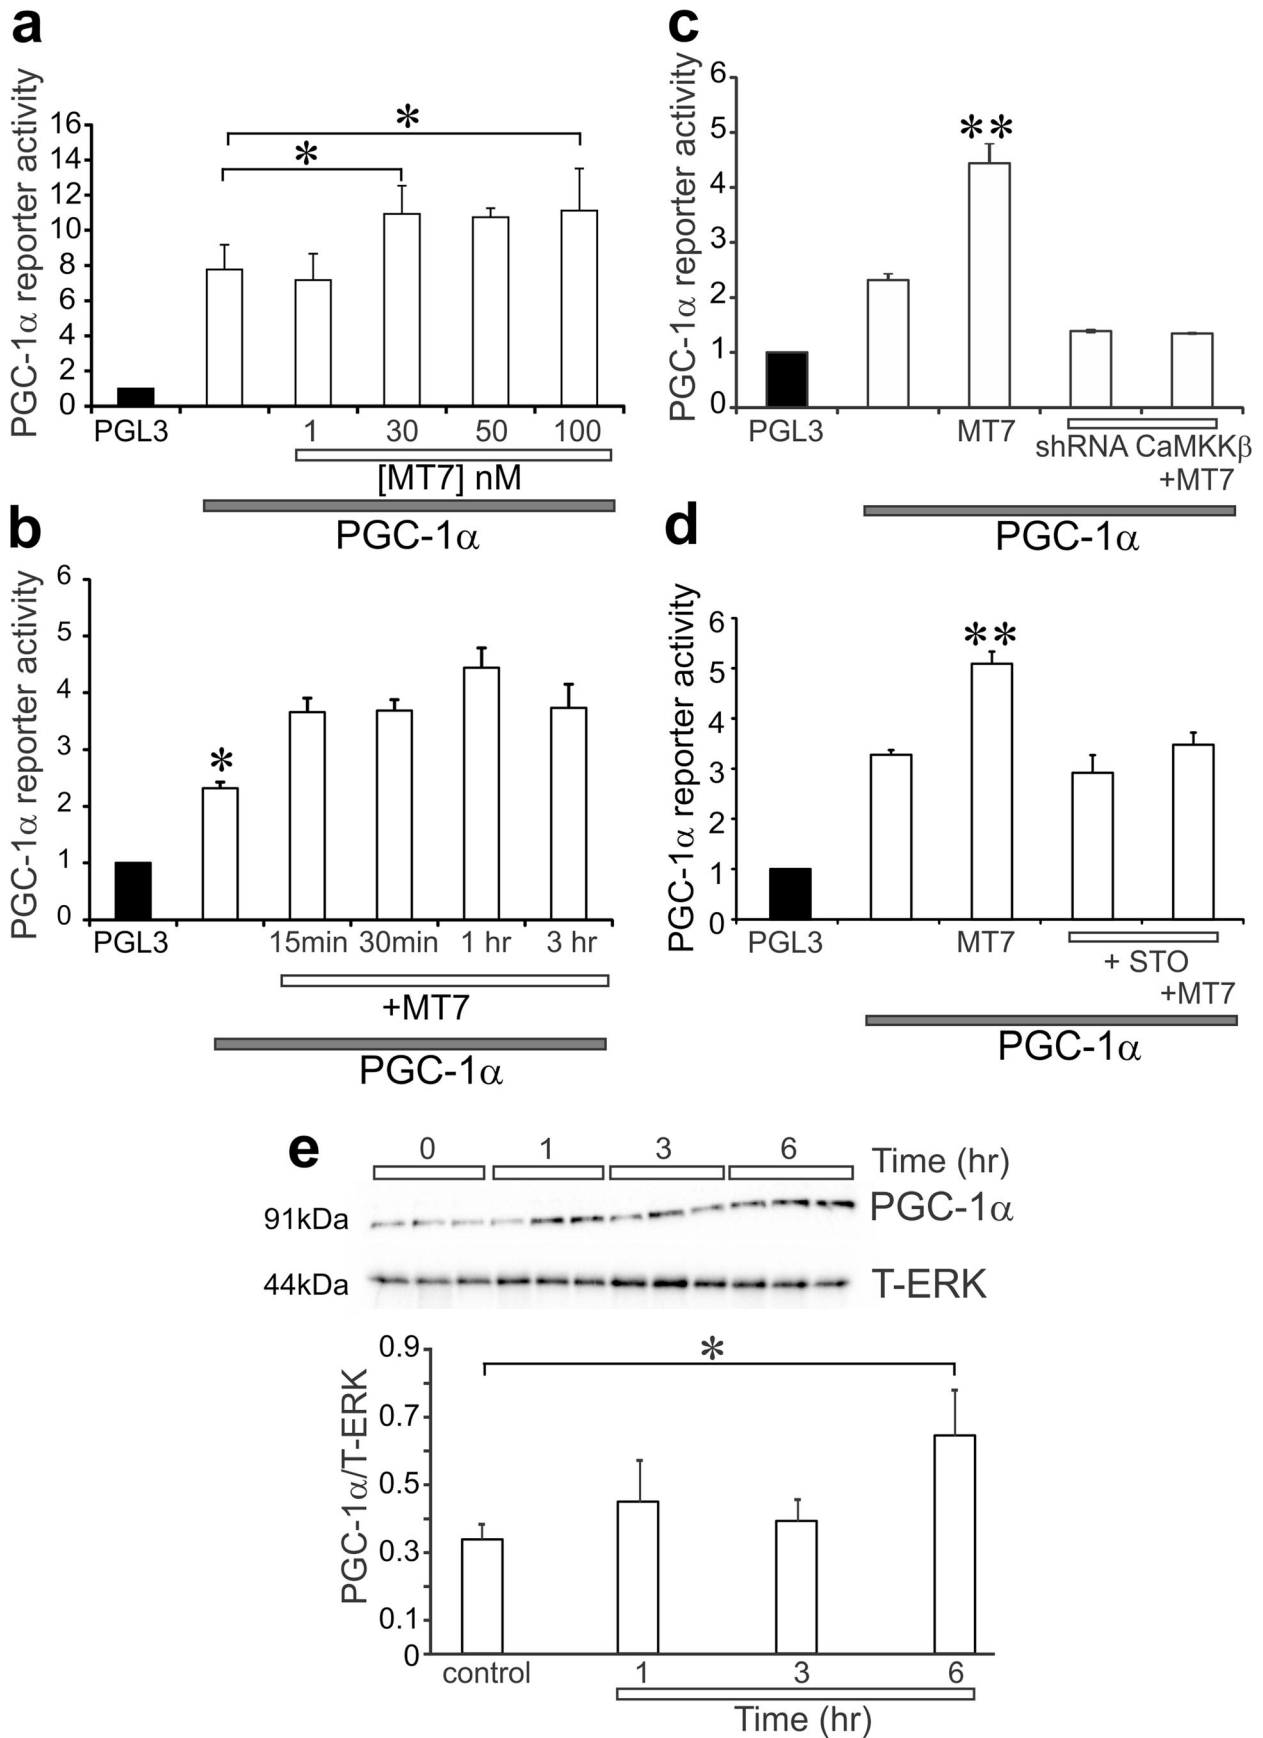 a
PGC-1α reporter activity
16
14
12
10
8
6
4
2
0
*
*
PGL3
1
30
50
100
[MT7] nM
PGC-1α
b
PGC-1α reporter activity
6
5
4
3
2
1
0
*
PGL3
15min
30min
1 hr
3 hr
+MT7
PGC-1α
c
PGC-1α reporter activity
6
5
4
3
2
1
0
**
PGL3
MT7
shRNA CaMKKβ
+MT7
PGC-1α
d
PGC-1α reporter activity
6
5
4
3
2
1
0
**
PGL3
MT7
+ STO
+MT7
PGC-1α
e
0
1
3
6
Time (hr)
91kDa
PGC-1α
44kDa
T-ERK
PGC-1α/T-ERK
0.9
0.7
0.5
0.3
0.1
0
*
control
1
3
6
Time (hr)